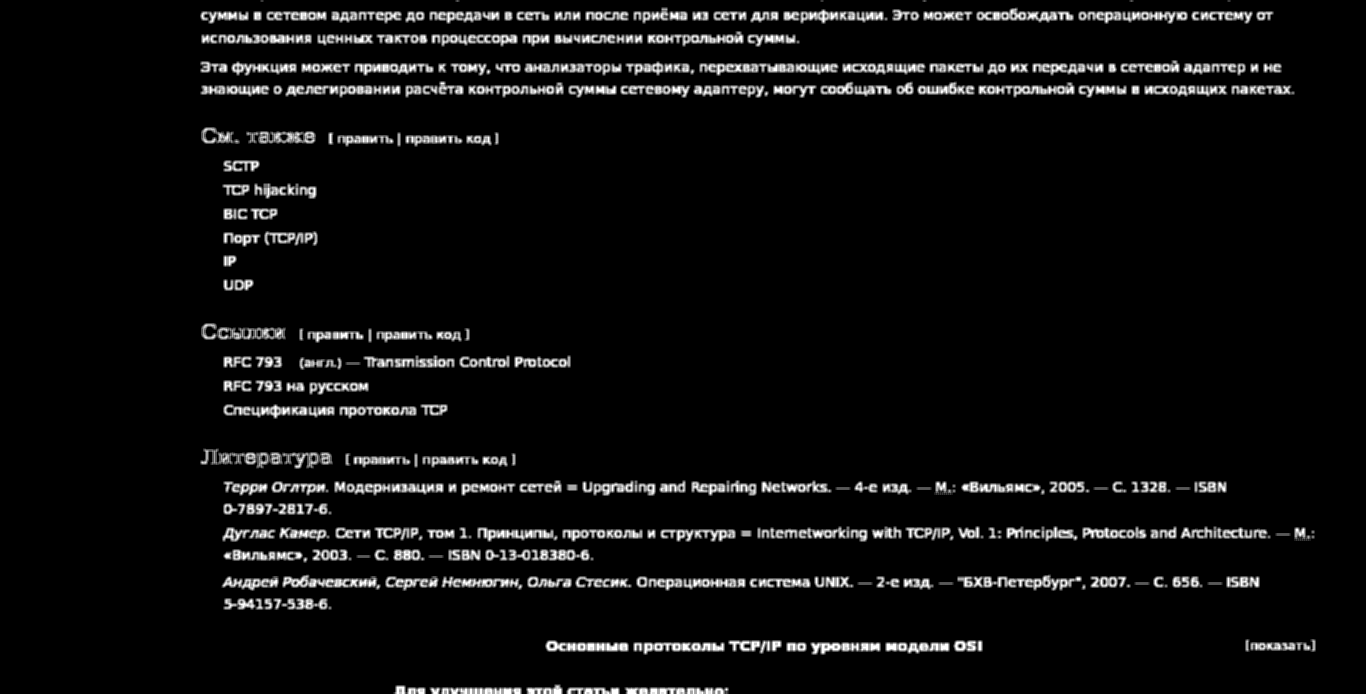 суммы в сетевом адаптере до передачи в сеть или после приёма из сети для верификации. Это может освобождать операционную систему от
использования ценных тактов процессора при вычислении контрольной суммы.
Эта функция может приводить к тому, что анализаторы трафика, перехватывающие исходящие пакеты до их передачи в сетевой адаптер и не
знающие о делегировании расчёта контрольной суммы сетевому адаптеру, могут сообщать об ошибке контрольной суммы в исходящих пакетах.
См. также [ править | править код ]
SCTP
TCP hijacking
BIC TCP
Порт (TCP/IP)
IP
UDP
Ссылки [ править | править код ]
RFC 793 (англ.) — Transmission Control Protocol
RFC 793 на русском
Спецификация протокола TCP
Литература [ править | править код ]
Терри Оглтри. Модернизация и ремонт сетей = Upgrading and Repairing Networks. — 4-е изд. — М.: «Вильямс», 2005. — С. 1328. — ISBN
0-7897-2817-6.
Дуглас Камер. Сети TCP/IP, том 1. Принципы, протоколы и структура = Internetworking with TCP/IP, Vol. 1: Principles, Protocols and Architecture. — М.:
«Вильямс», 2003. — С. 880. — ISBN 0-13-018380-6.
Андрей Робачевский, Сергей Немнюгин, Ольга Стесик. Операционная система UNIX. — 2-е изд. — "БХВ-Петербург", 2007. — С. 656. — ISBN
5-94157-538-6.
Основные протоколы TCP/IP по уровням модели OSI [показать]
Для улучшения этой статьи желательно: